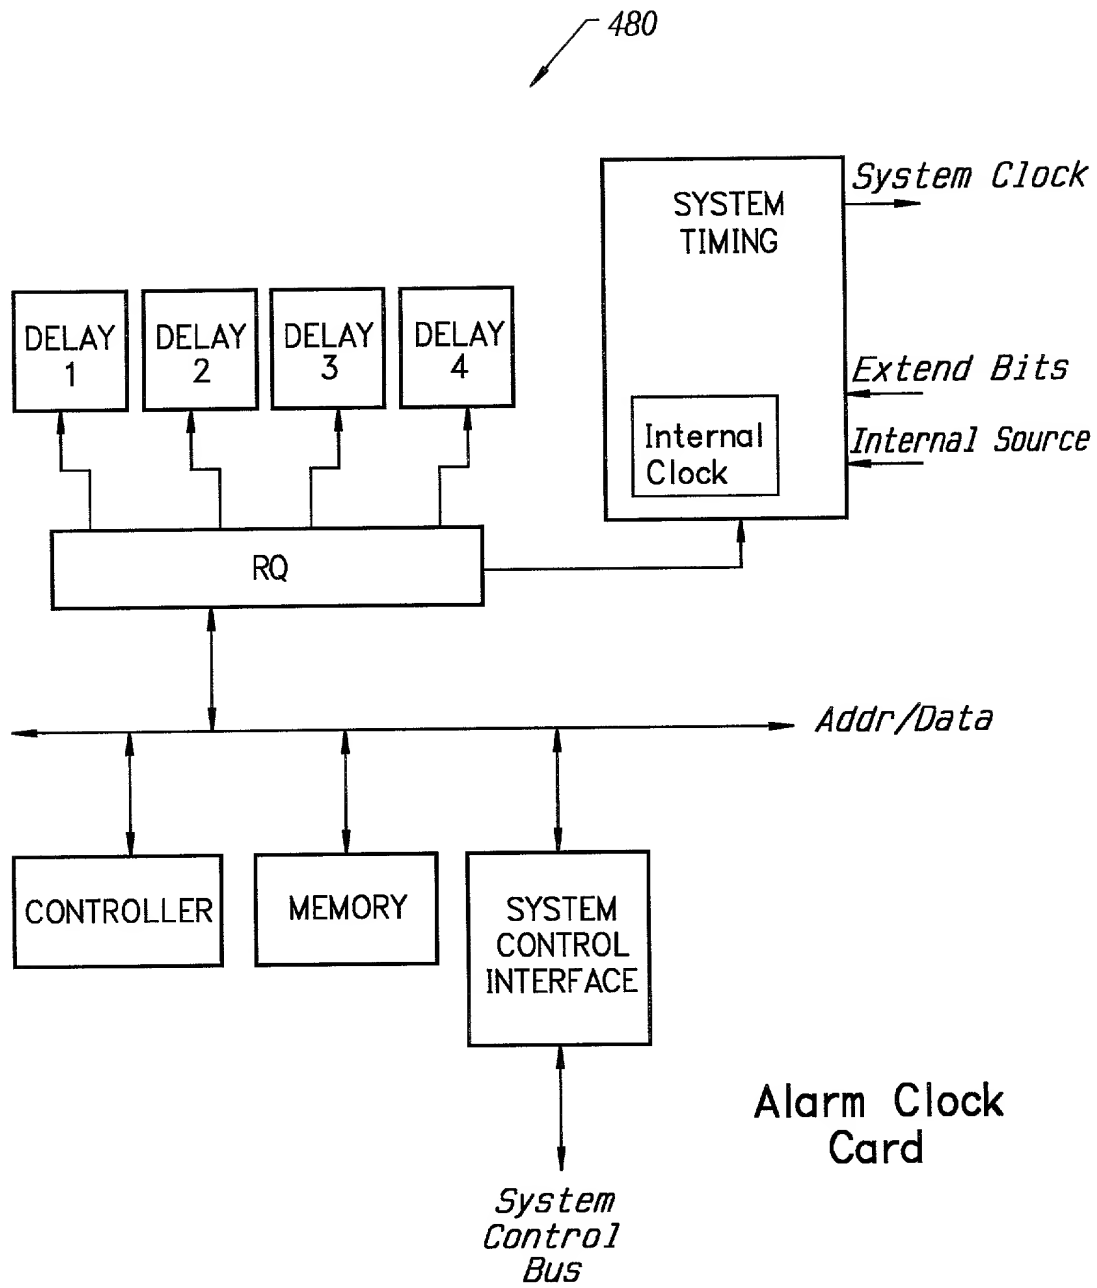 480
SYSTEM
TIMING
System Clock
Extend Bits
Internal Source
Internal
Clock
DELAY
1
DELAY
2
DELAY
3
DELAY
4
RQ
Addr/Data
CONTROLLER
MEMORY
SYSTEM
CONTROL
INTERFACE
System
Control
Bus
Alarm Clock
Card